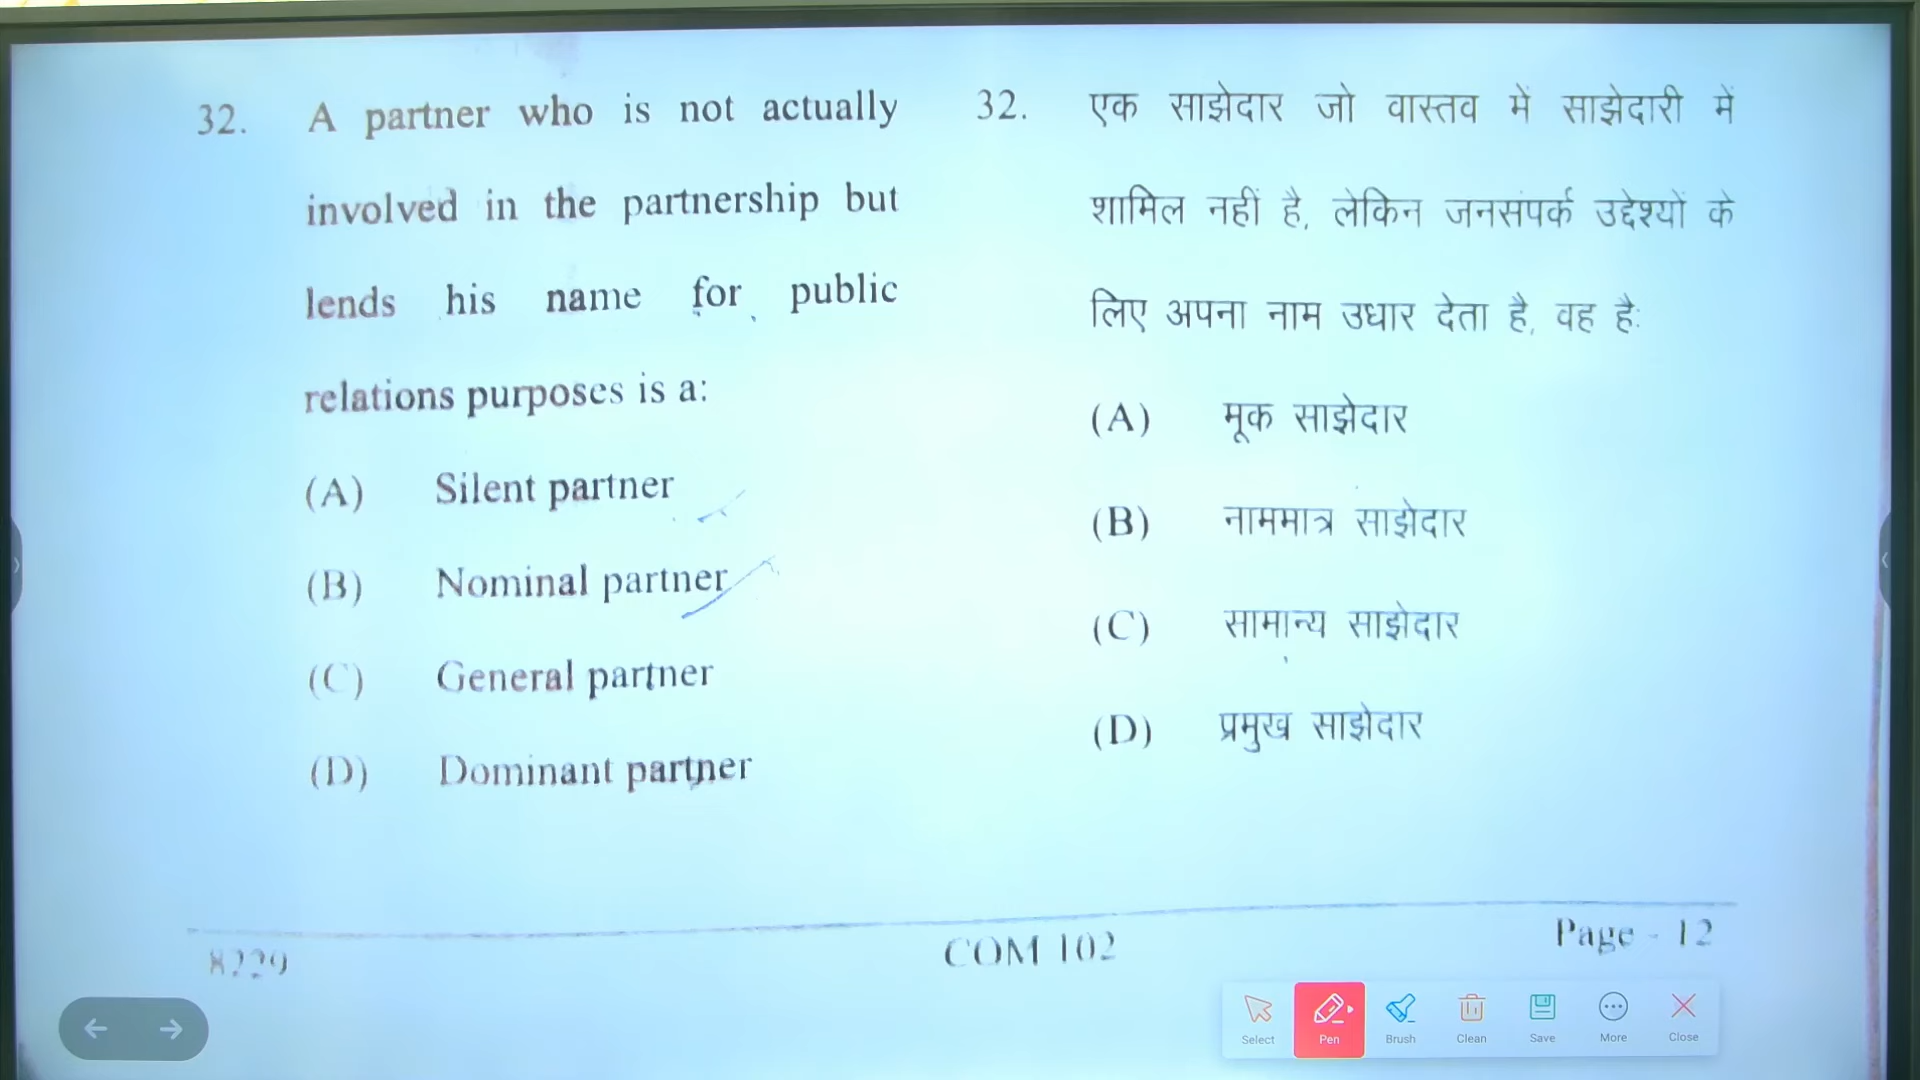 32. A partner who is not actually
involved in the partnership but
lends his name for public
relations purposes is a:
(A) Silent partner
(B) Nominal partner
(C) General partner
(D) Dominant partner
32. एक साझेदार जो वास्तव में साझेदारी में
शामिल नहीं है, लेकिन जनसंपर्क उद्देश्यों के
लिए अपना नाम उधार देता है, वह है:
(A) मूक साझेदार
(B) नाममात्र साझेदार
(C) सामान्य साझेदार
(D) प्रमुख साझेदार
8229 COM 102 Page - 12
Select Pen Brush Clean Save More Close